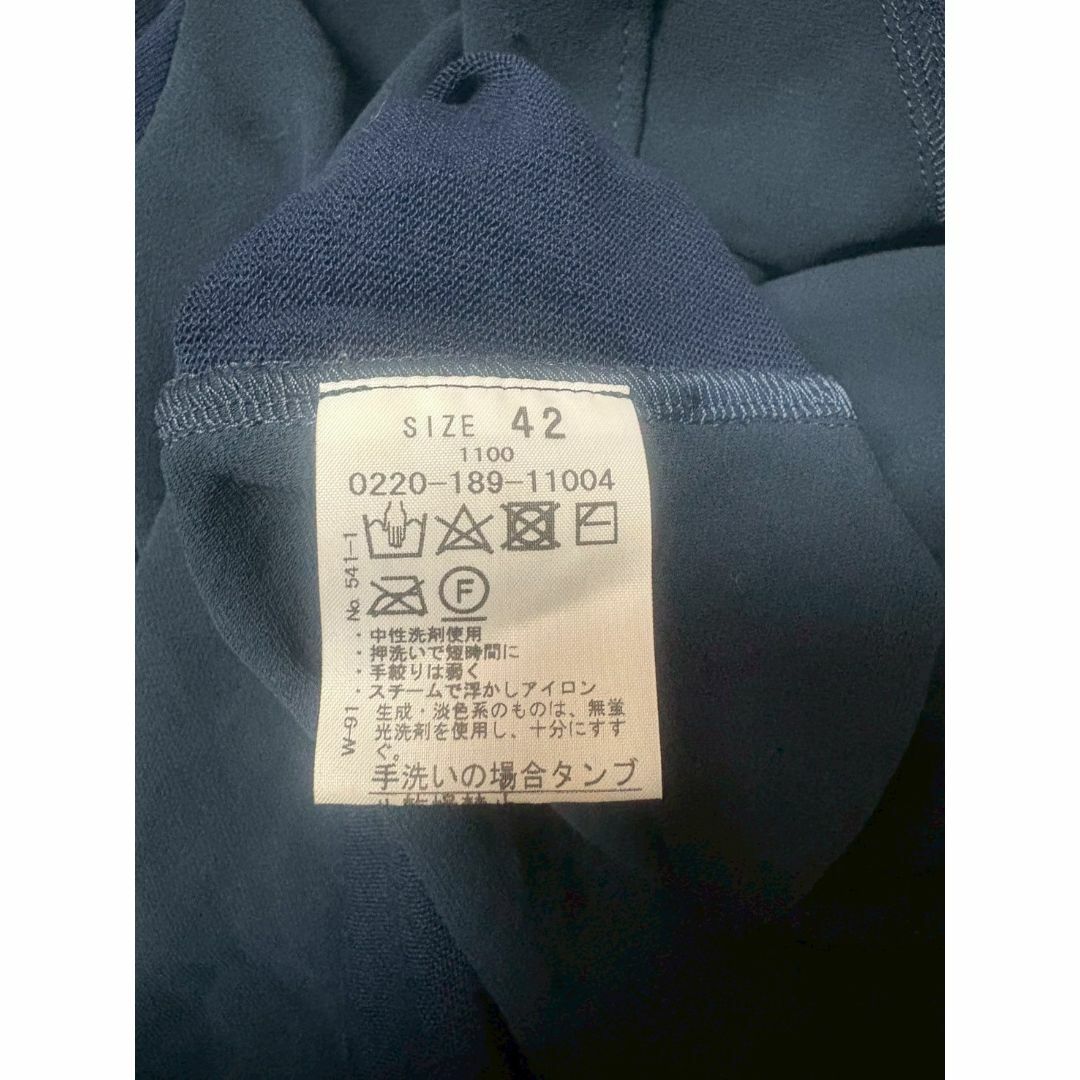 SIZE 42
1100
0220-189-11004
F
W-91 No. 541-1
・中性洗剤使用
・押洗いで短時間に
・手絞りは弱く
・スチームで浮かしアイロン
生成・淡色系のものは、無蛍
光洗剤を使用し、十分にすす
ぐ。
手洗いの場合タンブ